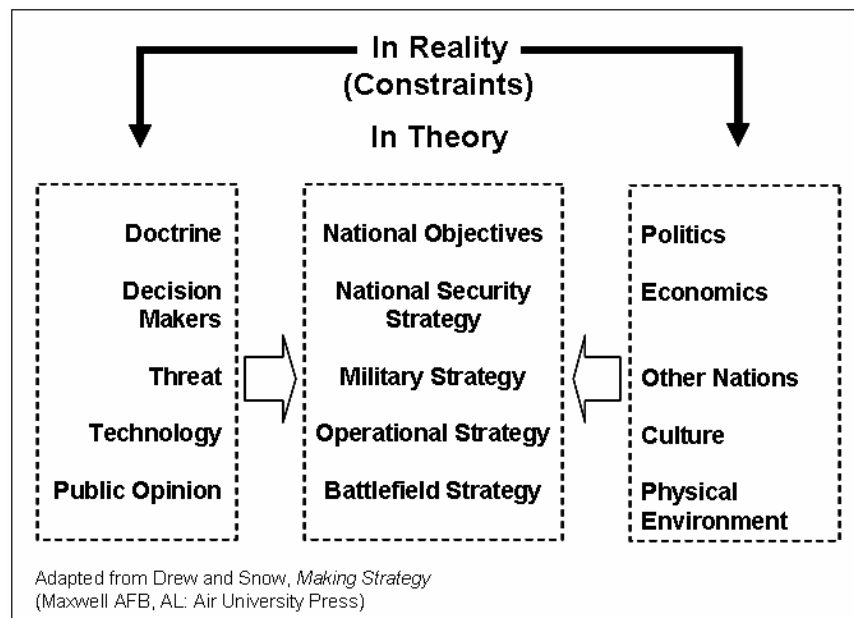 In Reality
(Constraints)
In Theory
Doctrine
Decision
Makers
Threat
Technology
Public Opinion
National Objectives
National Security
Strategy
Military Strategy
Operational Strategy
Battlefield Strategy
Politics
Economics
Other Nations
Culture
Physical
Environment
Adapted from Drew and Snow, Making Strategy
(Maxwell AFB, AL: Air University Press)